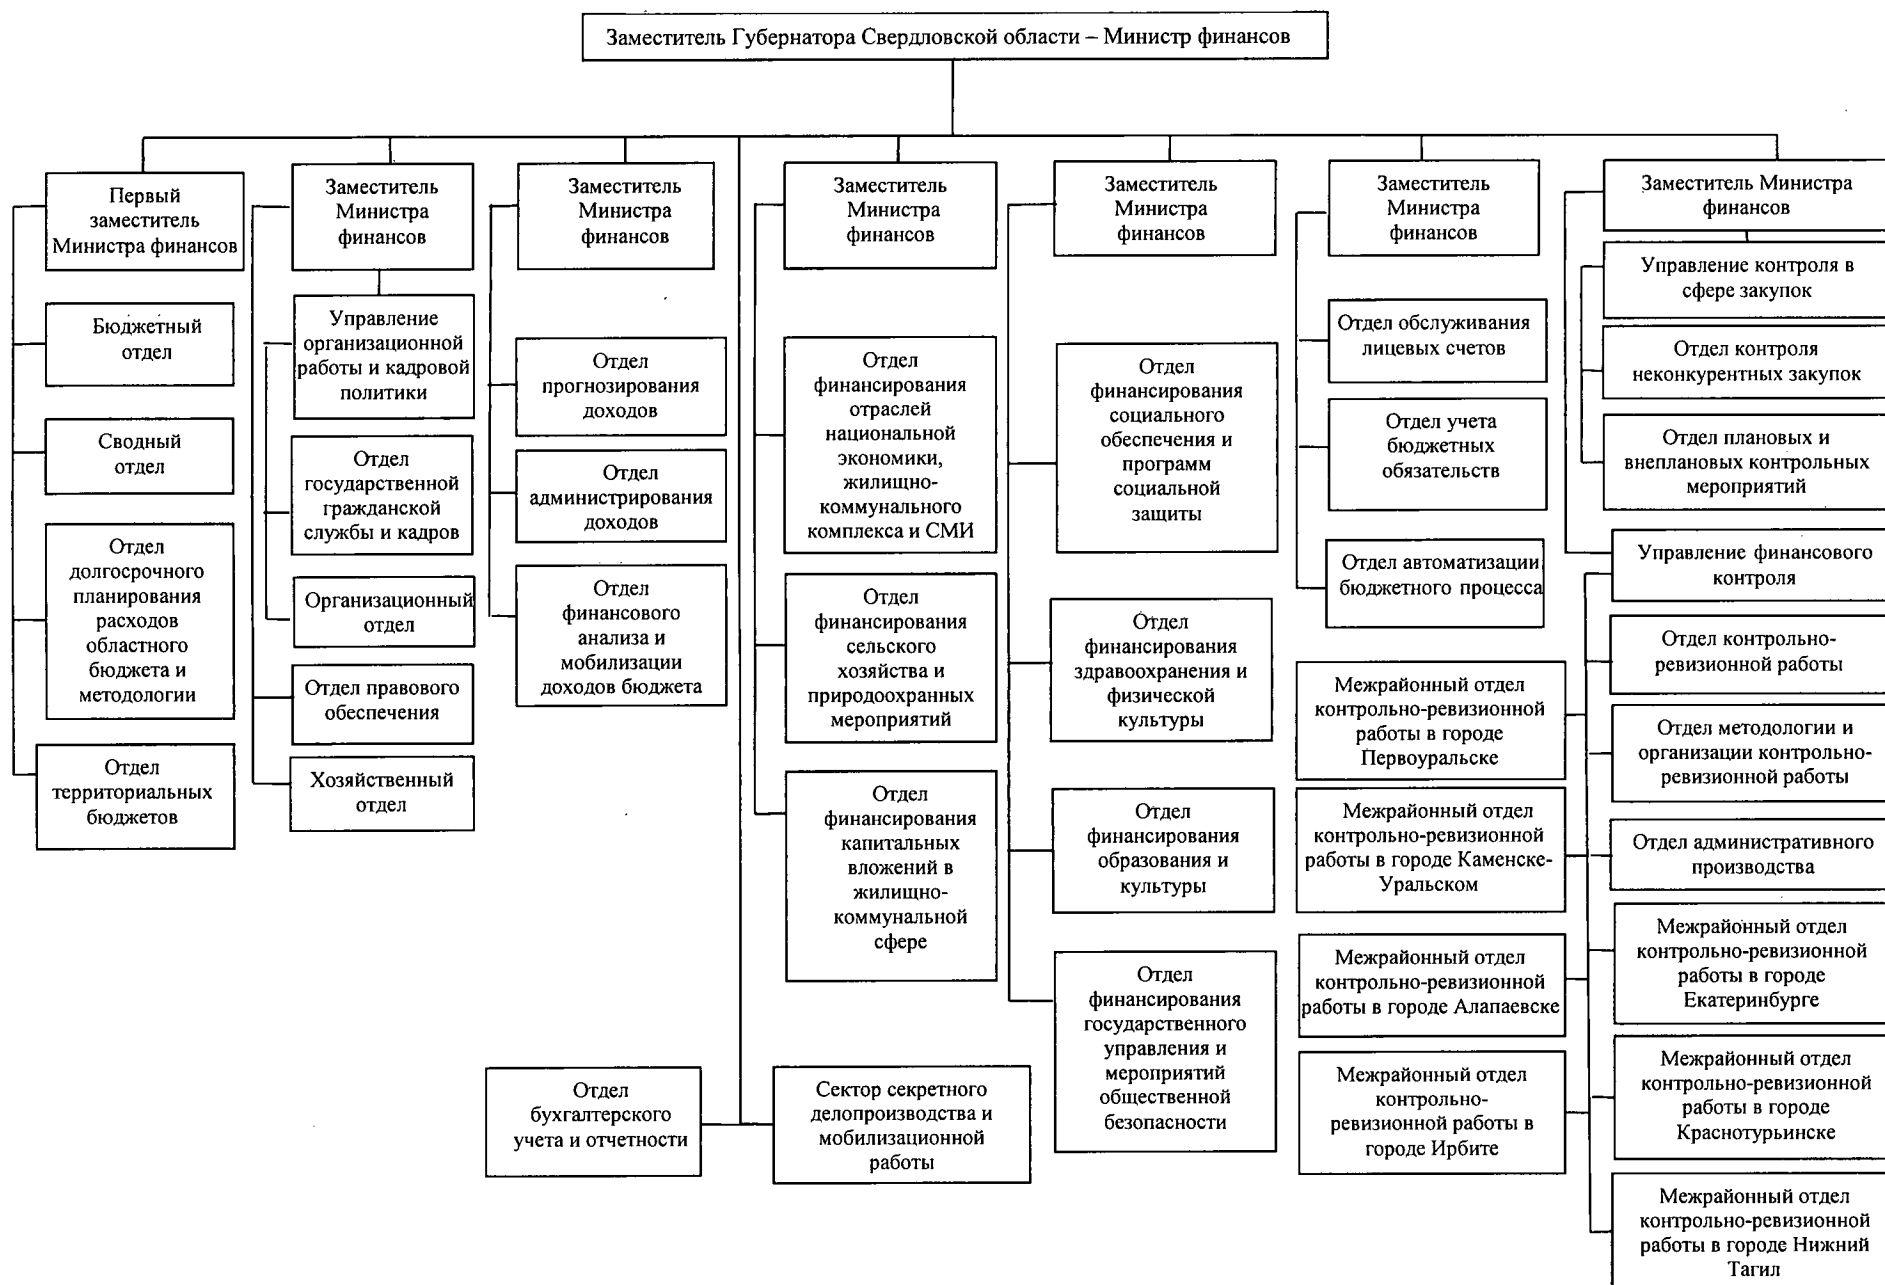 Заместитель Губернатора Свердловской области – Министр финансов
Первый
заместитель
Министра финансов
Бюджетный
отдел
Сводный
отдел
Отдел
долгосрочного
планирования
расходов
областного
бюджета и
методологии
Отдел
территориальных
бюджетов
Заместитель
Министра
финансов
Управление
организационной
работы и кадровой
политики
Отдел
государственной
гражданской
службы и кадров
Организационный
отдел
Отдел правового
обеспечения
Хозяйственный
отдел
Заместитель
Министра
финансов
Отдел
прогнозирования
доходов
Отдел
администрирования
доходов
Отдел
финансового
анализа и
мобилизации
доходов бюджета
Отдел
бухгалтерского
учета и отчетности
Сектор секретного
делопроизводства и
мобилизационной
работы
Заместитель
Министра
финансов
Отдел
финансирования
отраслей
национальной
экономики,
жилищно-
коммунального
комплекса и СМИ
Отдел
финансирования
сельского
хозяйства и
природоохранных
мероприятий
Отдел
финансирования
капитальных
вложений в
жилищно-
коммунальной
сфере
Заместитель
Министра
финансов
Отдел
финансирования
социального
обеспечения и
программ
социальной
защиты
Отдел
финансирования
здравоохранения и
физической
культуры
Отдел
финансирования
образования и
культуры
Отдел
финансирования
государственного
управления и
мероприятий
общественной
безопасности
Заместитель
Министра
финансов
Отдел обслуживания
лицевых счетов
Отдел учета
бюджетных
обязательств
Отдел автоматизации
бюджетного процесса
Межрайонный отдел
контрольно-ревизионной
работы в городе
Первоуральске
Межрайонный отдел
контрольно-ревизионной
работы в городе Каменске-
Уральском
Межрайонный отдел
контрольно-ревизионной
работы в городе Алапаевске
Межрайонный отдел
контрольно-
ревизионной работы в
городе Ирбите
Заместитель Министра
финансов
Управление контроля в
сфере закупок
Отдел контроля
неконкурентных закупок
Отдел плановых и
внеплановых контрольных
мероприятий
Управление финансового
контроля
Отдел контрольно-
ревизионной работы
Отдел методологии и
организации контрольно-
ревизионной работы
Отдел административного
производства
Межрайонный отдел
контрольно-ревизионной
работы в городе
Екатеринбурге
Межрайонный отдел
контрольно-ревизионной
работы в городе
Краснотурьинске
Межрайонный отдел
контрольно-ревизионной
работы в городе Нижний
Тагил